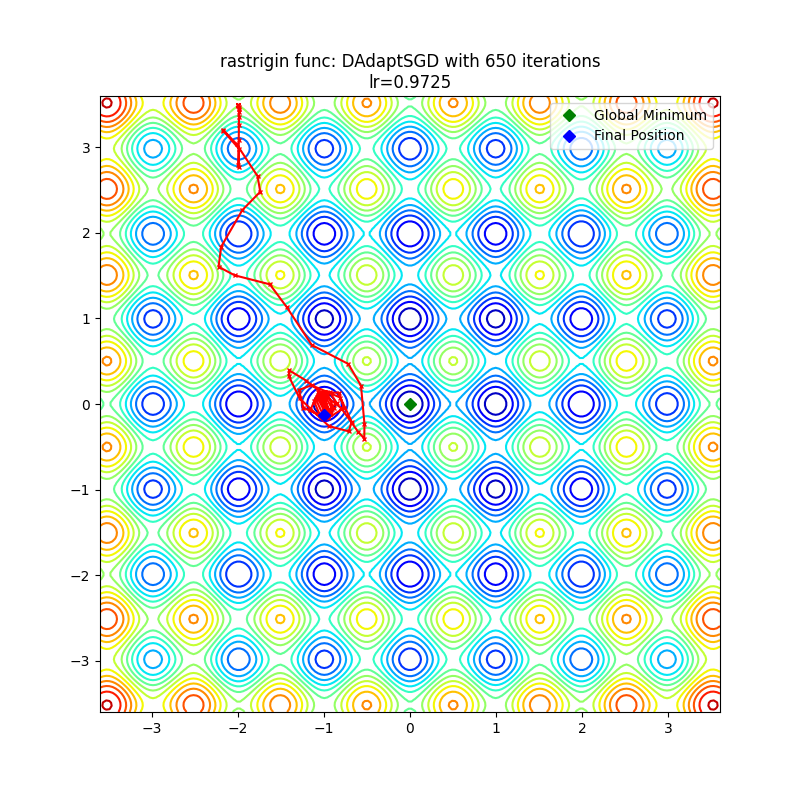 rastrigin func: DAdaptSGD with 650 iterations
lr=0.9725
Global Minimum
Final Position
3
2
1
0
−1
−2
−3
−3 −2 −1 0 1 2 3